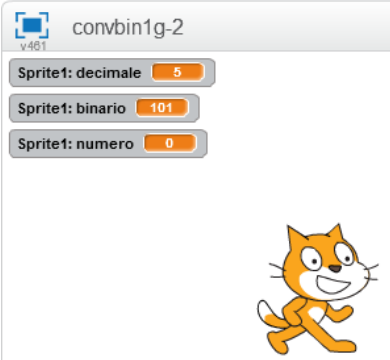 convbin1g-2
v461
Sprite1: decimale 5
Sprite1: binario 101
Sprite1: numero 0